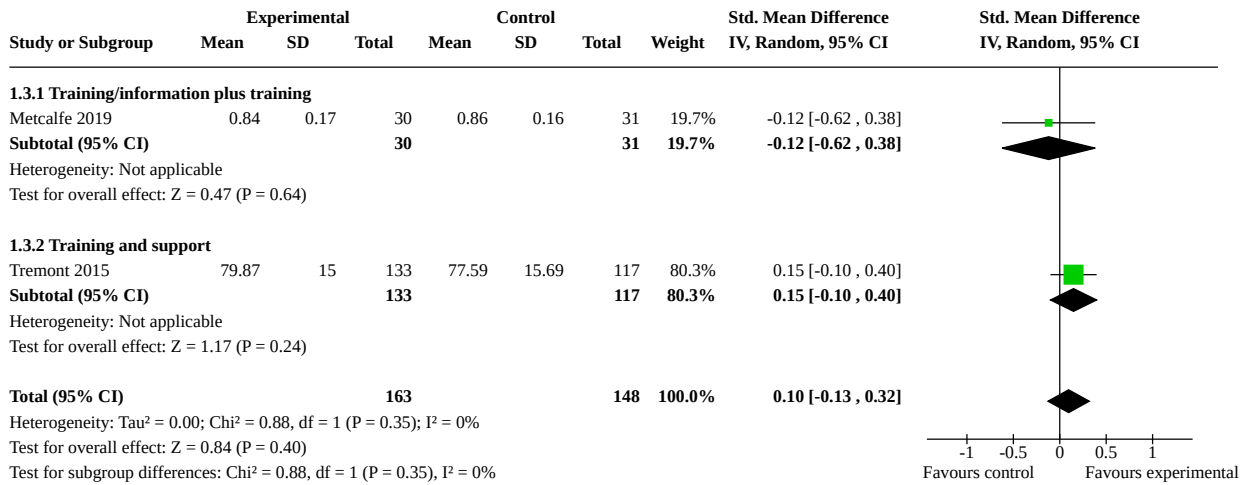 Experimental Control Std. Mean Difference Std. Mean Difference
Study or Subgroup Mean SD Total Mean SD Total Weight IV, Random, 95% CI IV, Random, 95% CI
1.3.1 Training/information plus training
Metcalfe 2019 0.84 0.17 30 0.86 0.16 31 19.7% -0.12 [-0.62 , 0.38]
Subtotal (95% CI) 30 31 19.7% -0.12 [-0.62 , 0.38]
Heterogeneity: Not applicable
Test for overall effect: Z = 0.47 (P = 0.64)
1.3.2 Training and support
Tremont 2015 79.87 15 133 77.59 15.69 117 80.3% 0.15 [-0.10 , 0.40]
Subtotal (95% CI) 133 117 80.3% 0.15 [-0.10 , 0.40]
Heterogeneity: Not applicable
Test for overall effect: Z = 1.17 (P = 0.24)
Total (95% CI) 163 148 100.0% 0.10 [-0.13 , 0.32]
Heterogeneity: Tau² = 0.00; Chi² = 0.88, df = 1 (P = 0.35); I² = 0%
Test for overall effect: Z = 0.84 (P = 0.40)
-1 -0.5 0 0.5 1
Test for subgroup differences: Chi² = 0.88, df = 1 (P = 0.35), I² = 0% Favours control Favours experimental